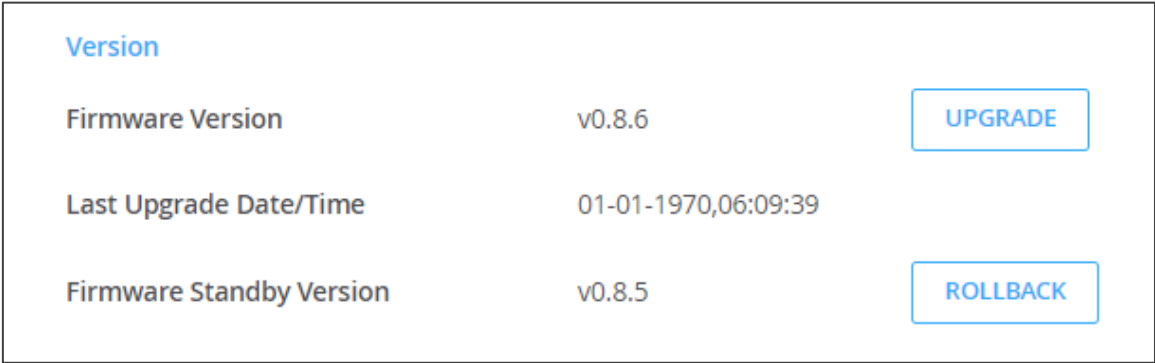 Version
Firmware Version v0.8.6 UPGRADE
Last Upgrade Date/Time 01-01-1970,06:09:39
Firmware Standby Version v0.8.5 ROLLBACK